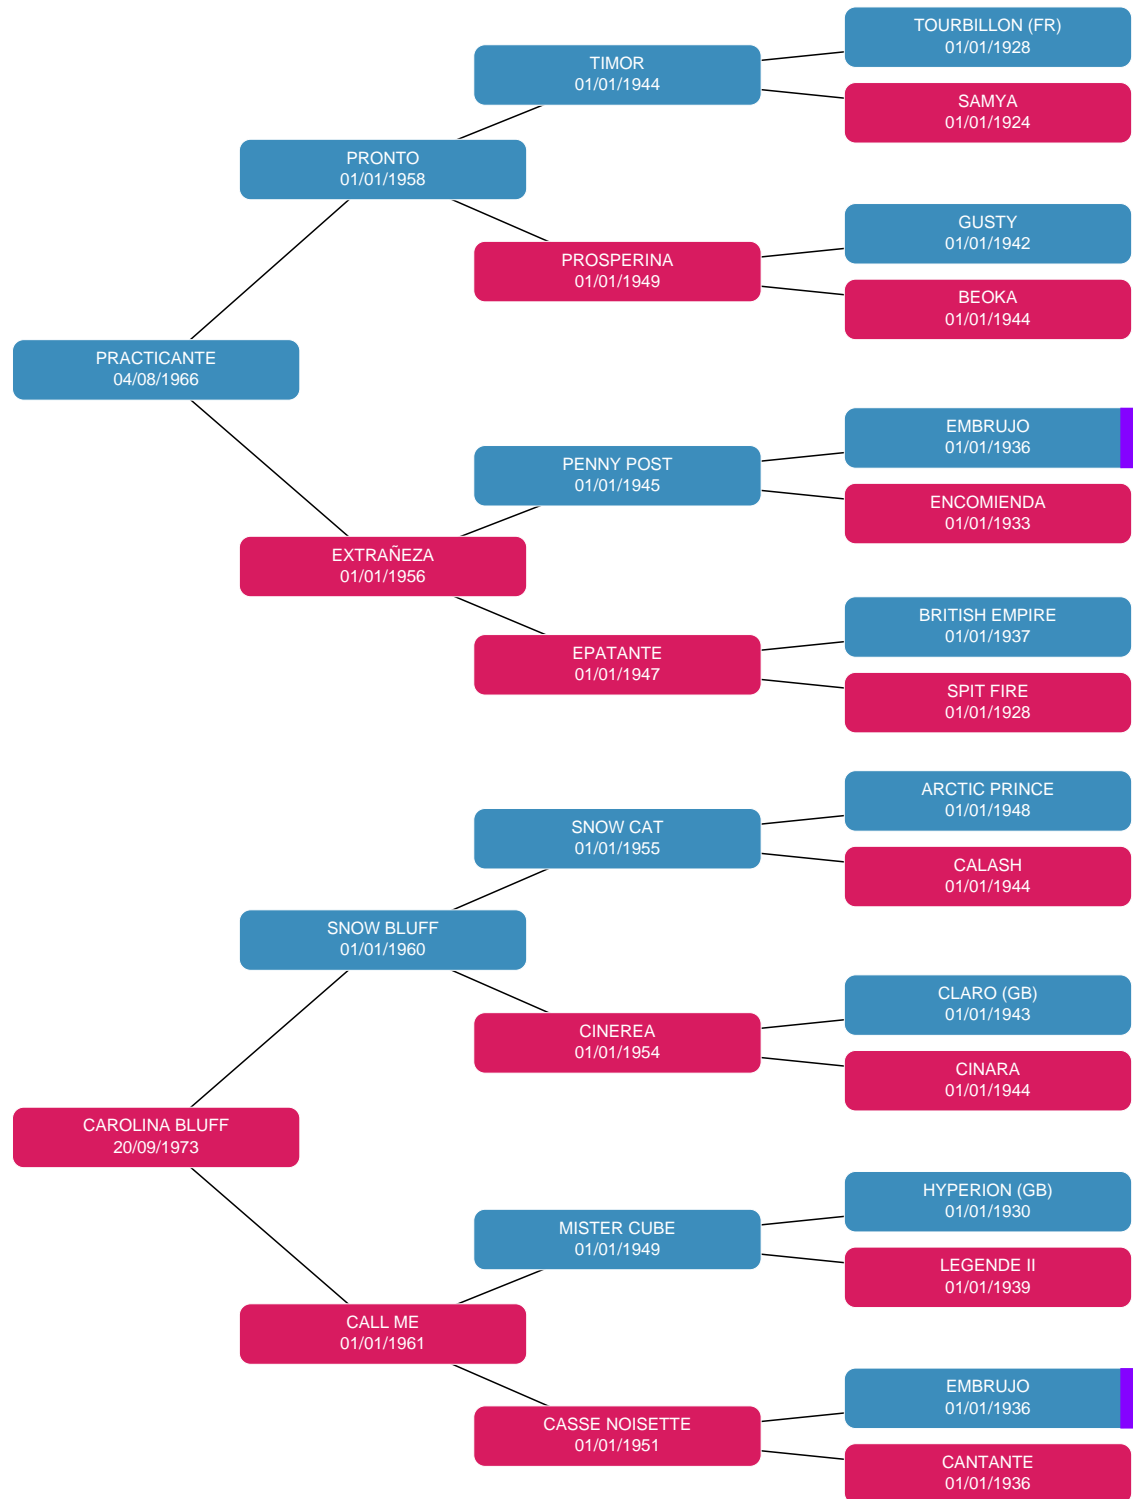 TOURBILLON (FR)
01/01/1928
TIMOR
01/01/1944
SAMYA
01/01/1924
PRONTO
01/01/1958
GUSTY
01/01/1942
PROSPERINA
01/01/1949
BEOKA
01/01/1944
PRACTICANTE
04/08/1966
EMBRUJO
01/01/1936
PENNY POST
01/01/1945
ENCOMIENDA
01/01/1933
EXTRAÑEZA
01/01/1956
BRITISH EMPIRE
01/01/1937
EPATANTE
01/01/1947
SPIT FIRE
01/01/1928
ARCTIC PRINCE
01/01/1948
SNOW CAT
01/01/1955
CALASH
01/01/1944
SNOW BLUFF
01/01/1960
CLARO (GB)
01/01/1943
CINEREA
01/01/1954
CINARA
01/01/1944
CAROLINA BLUFF
20/09/1973
HYPERION (GB)
01/01/1930
MISTER CUBE
01/01/1949
LEGENDE II
01/01/1939
CALL ME
01/01/1961
EMBRUJO
01/01/1936
CASSE NOISETTE
01/01/1951
CANTANTE
01/01/1936